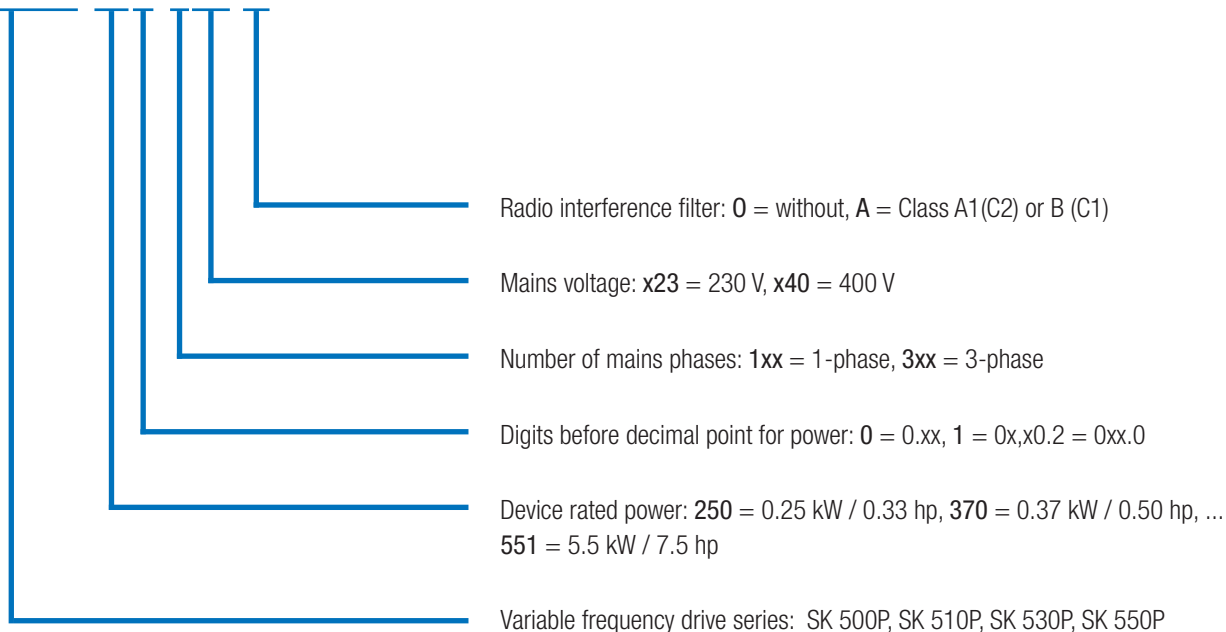 Radio interference filter: O = without, A = Class A1(C2) or B (C1)
Mains voltage: x23 = 230 V, x40 = 400 V
Number of mains phases: 1xx = 1-phase, 3xx = 3-phase
Digits before decimal point for power: 0 = 0.xx, 1 = 0x,x0.2 = 0xx.0
Device rated power: 250 = 0.25 kW / 0.33 hp, 370 = 0.37 kW / 0.50 hp, ...
551 = 5.5 kW / 7.5 hp
Variable frequency drive series: SK 500P, SK 510P, SK 530P, SK 550P